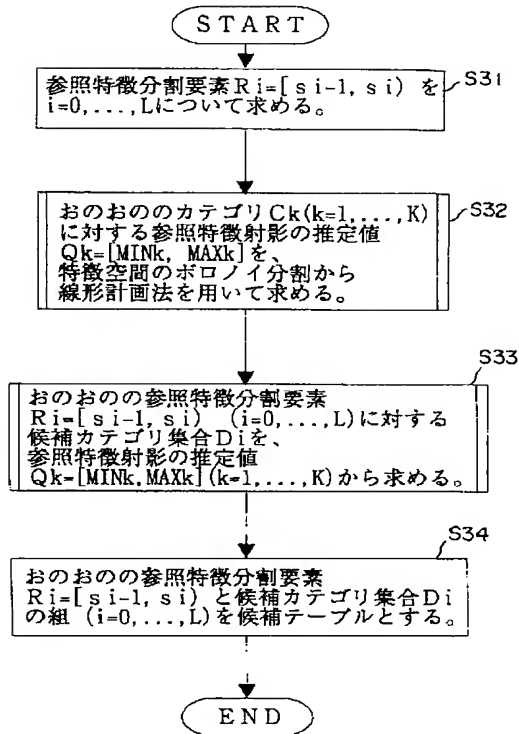 START
参照特徴分割要素Ri=[si-1, si) を
i=0,...,Lについて求める。
S31
おのおののカテゴリCk(k=1,...,K)
に対する参照特徴射影の推定値
Qk=[MINk, MAXk]を、
特徴空間のボロノイ分割から
線形計画法を用いて求める。
S32
おのおのの参照特徴分割要素
Ri=[si-1, si) (i=0,...,L)に対する
候補カテゴリ集合Diを、
参照特徴射影の推定値
Qk=[MINk,MAXk](k=1,...,K)から求める。
S33
おのおのの参照特徴分割要素
Ri=[si-1, si) と候補カテゴリ集合Di
の組 (i=0,...,L)を候補テーブルとする。
S34
END